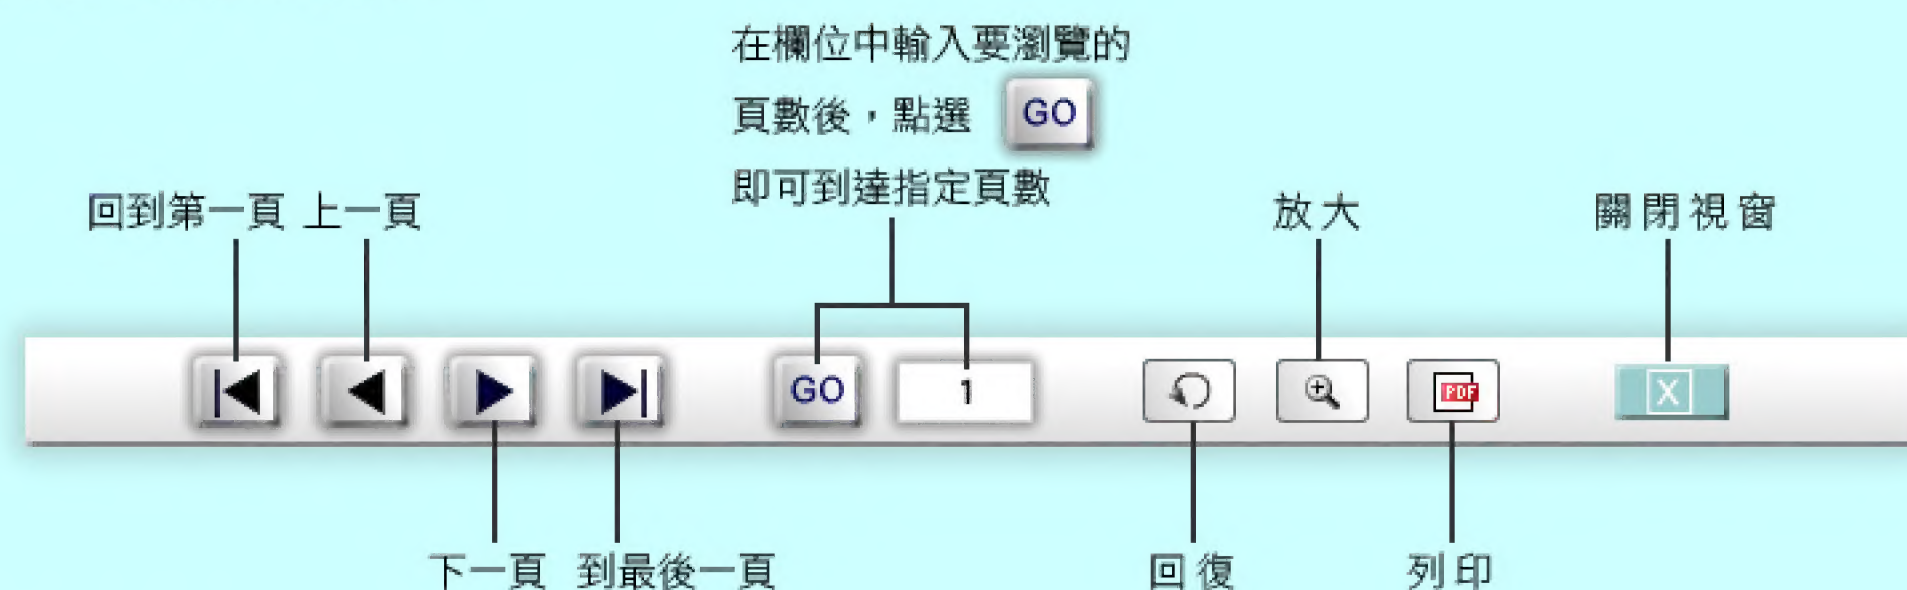 在欄位中輸入要瀏覽的
頁數後，點選 GO
即可到達指定頁數
回到第一頁 上一頁
放大
關閉視窗
GO
1
PDF
X
下一頁 到最後一頁
回復
列印